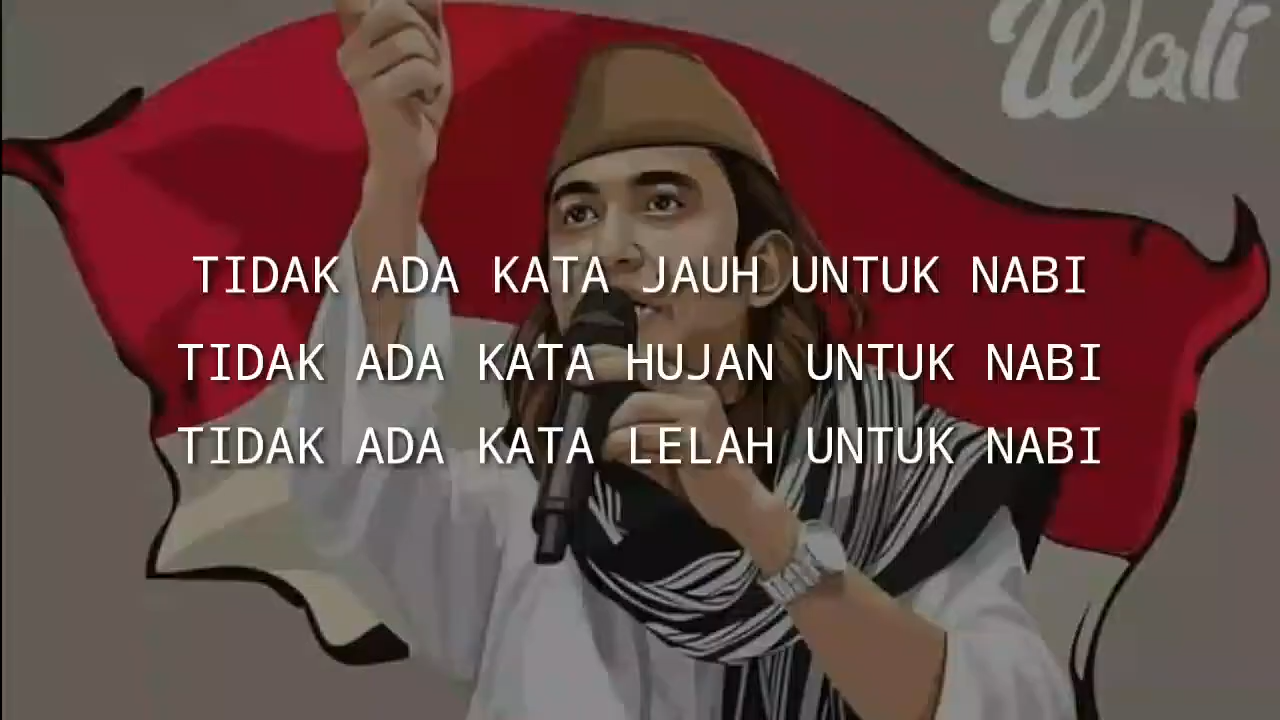 Wali
TIDAK ADA KATA JAUH UNTUK NABI
TIDAK ADA KATA HUJAN UNTUK NABI
TIDAK ADA KATA LELAH UNTUK NABI